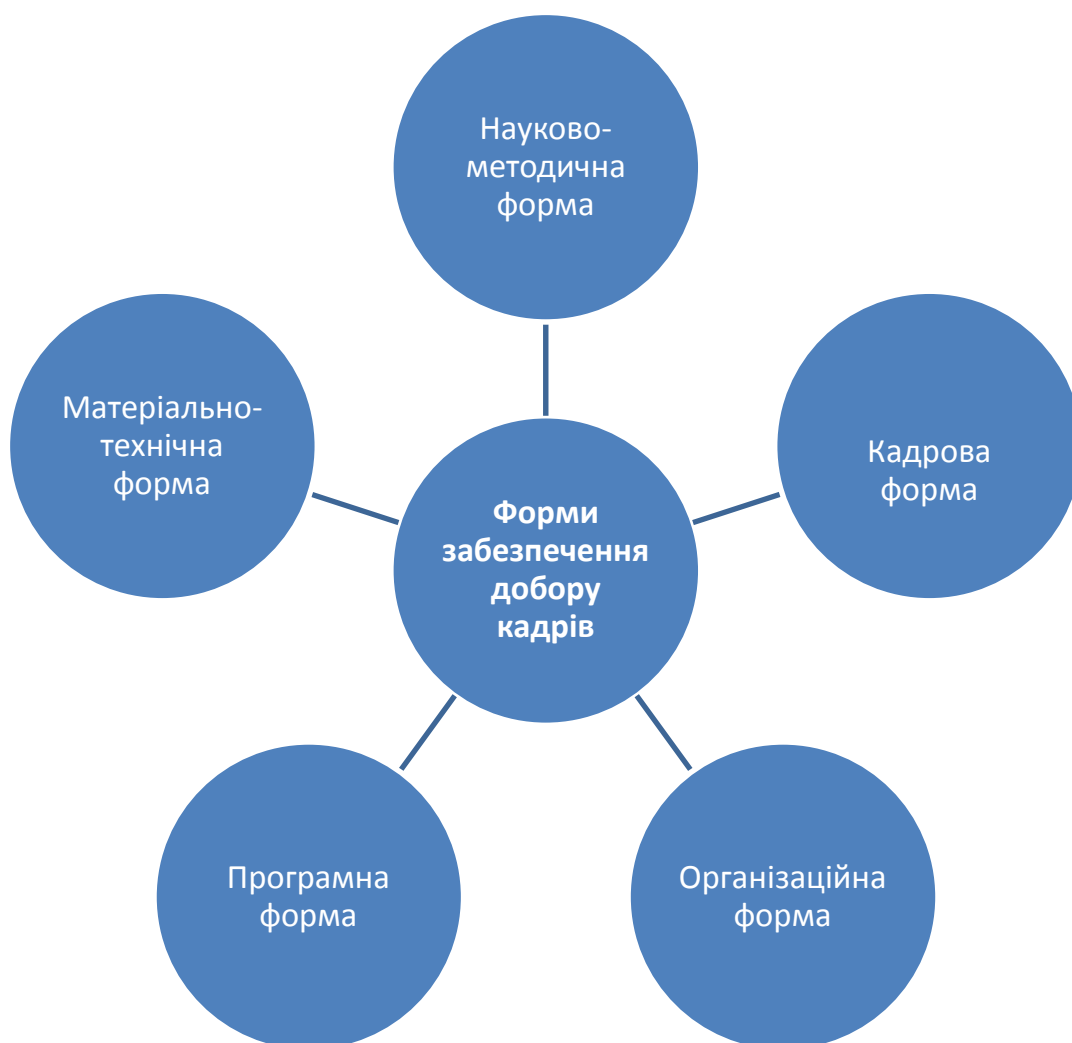 Науково-
методична
форма
Матеріально-
технічна
форма
Кадрова
форма
Форми
забезпечення
добору
кадрів
Програмна
форма
Організаційна
форма